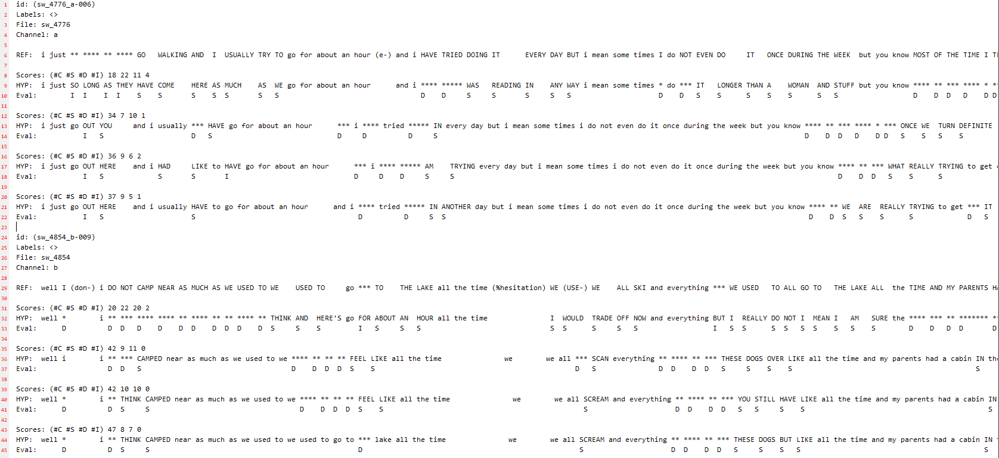 1 id: (sw_4776_a-006)
2 Labels: <>
3 File: sw_4776
4 Channel: a
5
6 REF: i just ** **** ** **** GO WALKING AND I USUALLY TRY TO go for about an hour (e-) and i HAVE TRIED DOING IT EVERY DAY BUT i mean some times I do NOT EVEN DO IT ONCE DURING THE WEEK but you know MOST OF THE TIME I
7
8 Scores: (#C #S #D #I) 18 22 11 4
9 HYP: i just SO LONG AS THEY HAVE COME HERE AS MUCH AS WE go for about an hour and i **** ***** WAS READING IN ANY WAY i mean some times * do *** IT LONGER THAN A WOMAN AND STUFF but you know **** ** *** **** *
10 Eval: I I I I S S S S S S S D D S S S S S D D S S S S S S D D D D D D
11
12 Scores: (#C #S #D #I) 34 7 10 1
13 HYP: i just go OUT YOU and i usually *** HAVE go for about an hour *** i **** tried ***** IN every day but i mean some times i do not even do it once during the week but you know **** ** *** **** * *** ONCE WE TURN DEFINITE
14 Eval: I S D S D D D S D D D D D D S S S S
15
16 Scores: (#C #S #D #I) 36 9 6 2
17 HYP: i just go OUT HERE and i HAD LIKE to HAVE go for about an hour *** i **** ***** AM TRYING every day but i mean some times i do not even do it once during the week but you know **** ** *** WHAT REALLY TRYING to get
18 Eval: I S S S I D D D S S D D D S S S
19
20 Scores: (#C #S #D #I) 37 9 5 1
21 HYP: i just go OUT HERE and i usually HAVE to go for about an hour and i **** tried ***** IN ANOTHER day but i mean some times i do not even do it once during the week but you know **** ** WE ARE REALLY TRYING to get *** IT
22 Eval: I S S D D S S D D S S S S D S
23
24 id: (sw_4854_b-009)
25 Labels: <>
26 File: sw_4854
27 Channel: b
28
29 REF: well I (don-) i DO NOT CAMP NEAR AS MUCH AS WE USED TO WE USED TO go *** TO THE LAKE all the time (%hesitation) WE (USE-) WE ALL SKI and everything *** WE USED TO ALL GO TO THE LAKE ALL the TIME AND MY PARENTS
30
31 Scores: (#C #S #D #I) 20 22 20 2
32 HYP: well * i ** *** **** **** ** **** ** ** **** ** THINK AND HERE'S go FOR ABOUT AN HOUR all the time I WOULD TRADE OFF NOW and everything BUT I REALLY DO NOT I MEAN I AM SURE the **** *** ** *******
33 Eval: D D D D D D D D D D D S S S I S S S S S S S S I S S S S S S S S S D D D D D
34
35 Scores: (#C #S #D #I) 42 9 11 0
36 HYP: well i i ** *** CAMPED near as much as we used to we **** ** ** ** FEEL LIKE all the time we we all *** SCAN everything ** **** ** *** THESE DOGS OVER LIKE all the time and my parents had a cabin IN
37 Eval: D D S D D D D S S D S D D D D S S S S S
38
39 Scores: (#C #S #D #I) 42 10 10 0
40 HYP: well * i ** THINK CAMPED near as much as we used to we **** ** ** ** FEEL LIKE all the time we we all SCREAM and everything ** **** ** *** YOU STILL HAVE LIKE all the time and my parents had a cabin IN
41 Eval: D D S S D D D D S S S D D D D S S S S S
42
43 Scores: (#C #S #D #I) 47 8 7 0
44 HYP: well * i ** THINK CAMPED near as much as we used to we used to go to *** lake all the time we we all SCREAM and everything ** **** ** *** THESE DOGS BUT LIKE all the time and my parents had a cabin IN
45 Eval: D D S S D S D D D D S S S S S